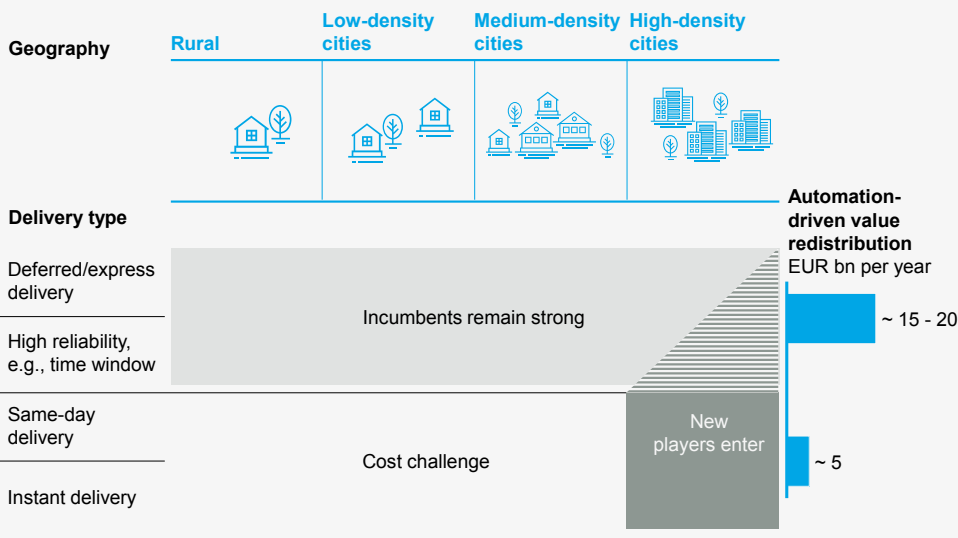 Geography
Rural
Low-density
cities
Medium-density
cities
High-density
cities
Delivery type
Automation-
driven value
redistribution
EUR bn per year
Deferred/express
delivery
High reliability,
e.g., time window
Incumbents remain strong
~ 15 - 20
Same-day
delivery
Instant delivery
Cost challenge
New
players enter
~ 5